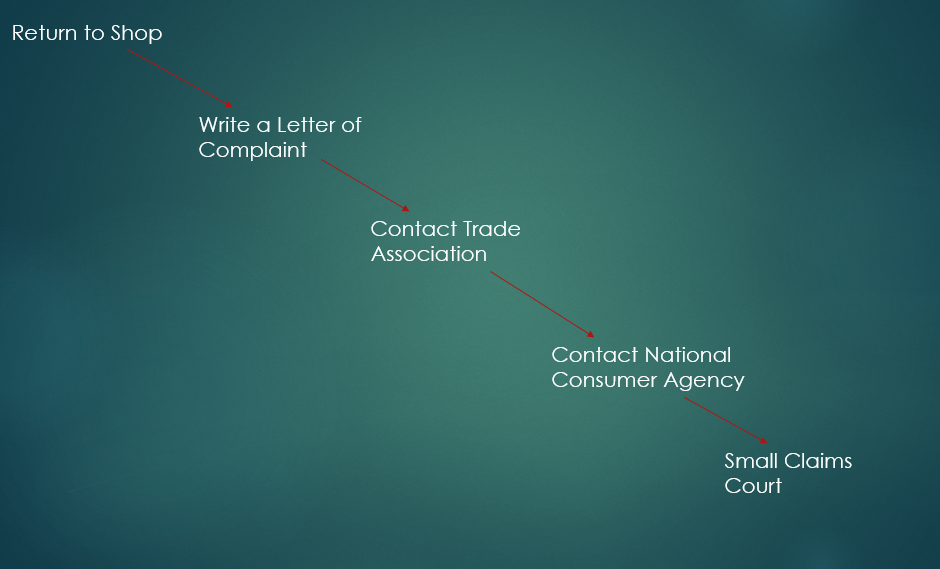 Return to Shop
Write a Letter of
Complaint
Contact Trade
Association
Contact National
Consumer Agency
Small Claims
Court